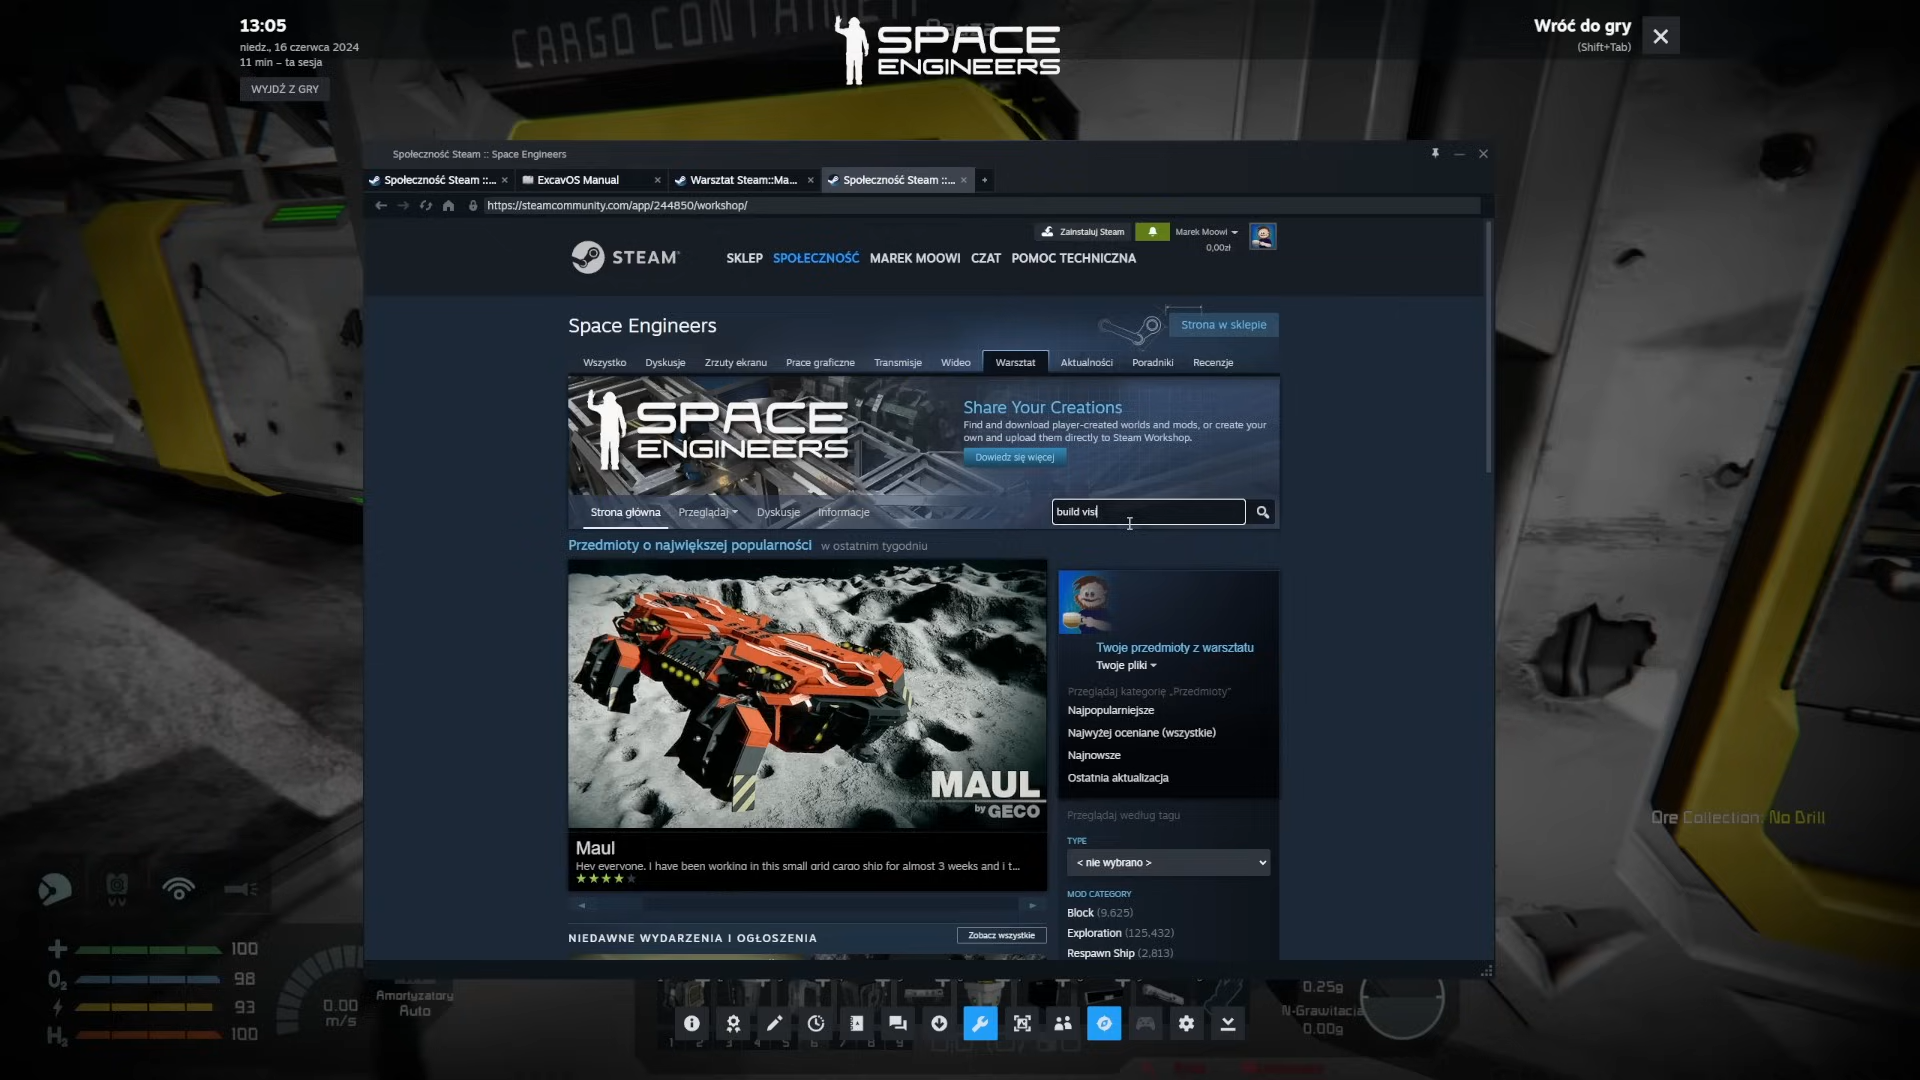 13:05
niedz., 16 czerwca 2024
11 min – ta sesja
WYJDŹ Z GRY
CARGO CONTAINER
SPACE
ENGINEERS
Wróć do gry
(Shift+Tab)
Społeczność Steam :: Space Engineers
Społeczność Steam ::...
ExcavOS Manual
Warsztat Steam::Ma...
Społeczność Steam ::...
https://steamcommunity.com/app/244850/workshop/
Zainstaluj Steam
Marek Moowi
0,00zł
STEAM
SKLEP
SPOŁECZNOŚĆ
MAREK MOOWI
CZAT
POMOC TECHNICZNA
Space Engineers
Strona w sklepie
Wszystko
Dyskusje
Zrzuty ekranu
Prace graficzne
Transmisje
Wideo
Warsztat
Aktualności
Poradniki
Recenzje
SPACE
ENGINEERS
Share Your Creations
Find and download player-created worlds and mods, or create your
own and upload them directly to Steam Workshop.
Dowiedz się więcej
Strona główna
Przeglądaj
Dyskusje
Informacje
build visi
Przedmioty o największej popularności w ostatnim tygodniu
MAUL
by GECO
Maul
Hey everyone, I have been working in this small grid cargo ship for almost 3 weeks and i t...
NIEDAWNE WYDARZENIA I OGŁOSZENIA
Zobacz wszystkie
Twoje przedmioty z warsztatu
Twoje pliki
Przeglądaj kategorię „Przedmioty”
Najpopularniejsze
Najwyżej oceniane (wszystkie)
Najnowsze
Ostatnia aktualizacja
Przeglądaj według tagu
TYPE
< nie wybrano >
MOD CATEGORY
Block (9,625)
Exploration (125,432)
Respawn Ship (2,813)
Ore Collection: No Drill
100
O2 98
93
H2 100
0.00
m/s
Amortyzatory
Auto
0.25g
N-Grawitacja
0.00g